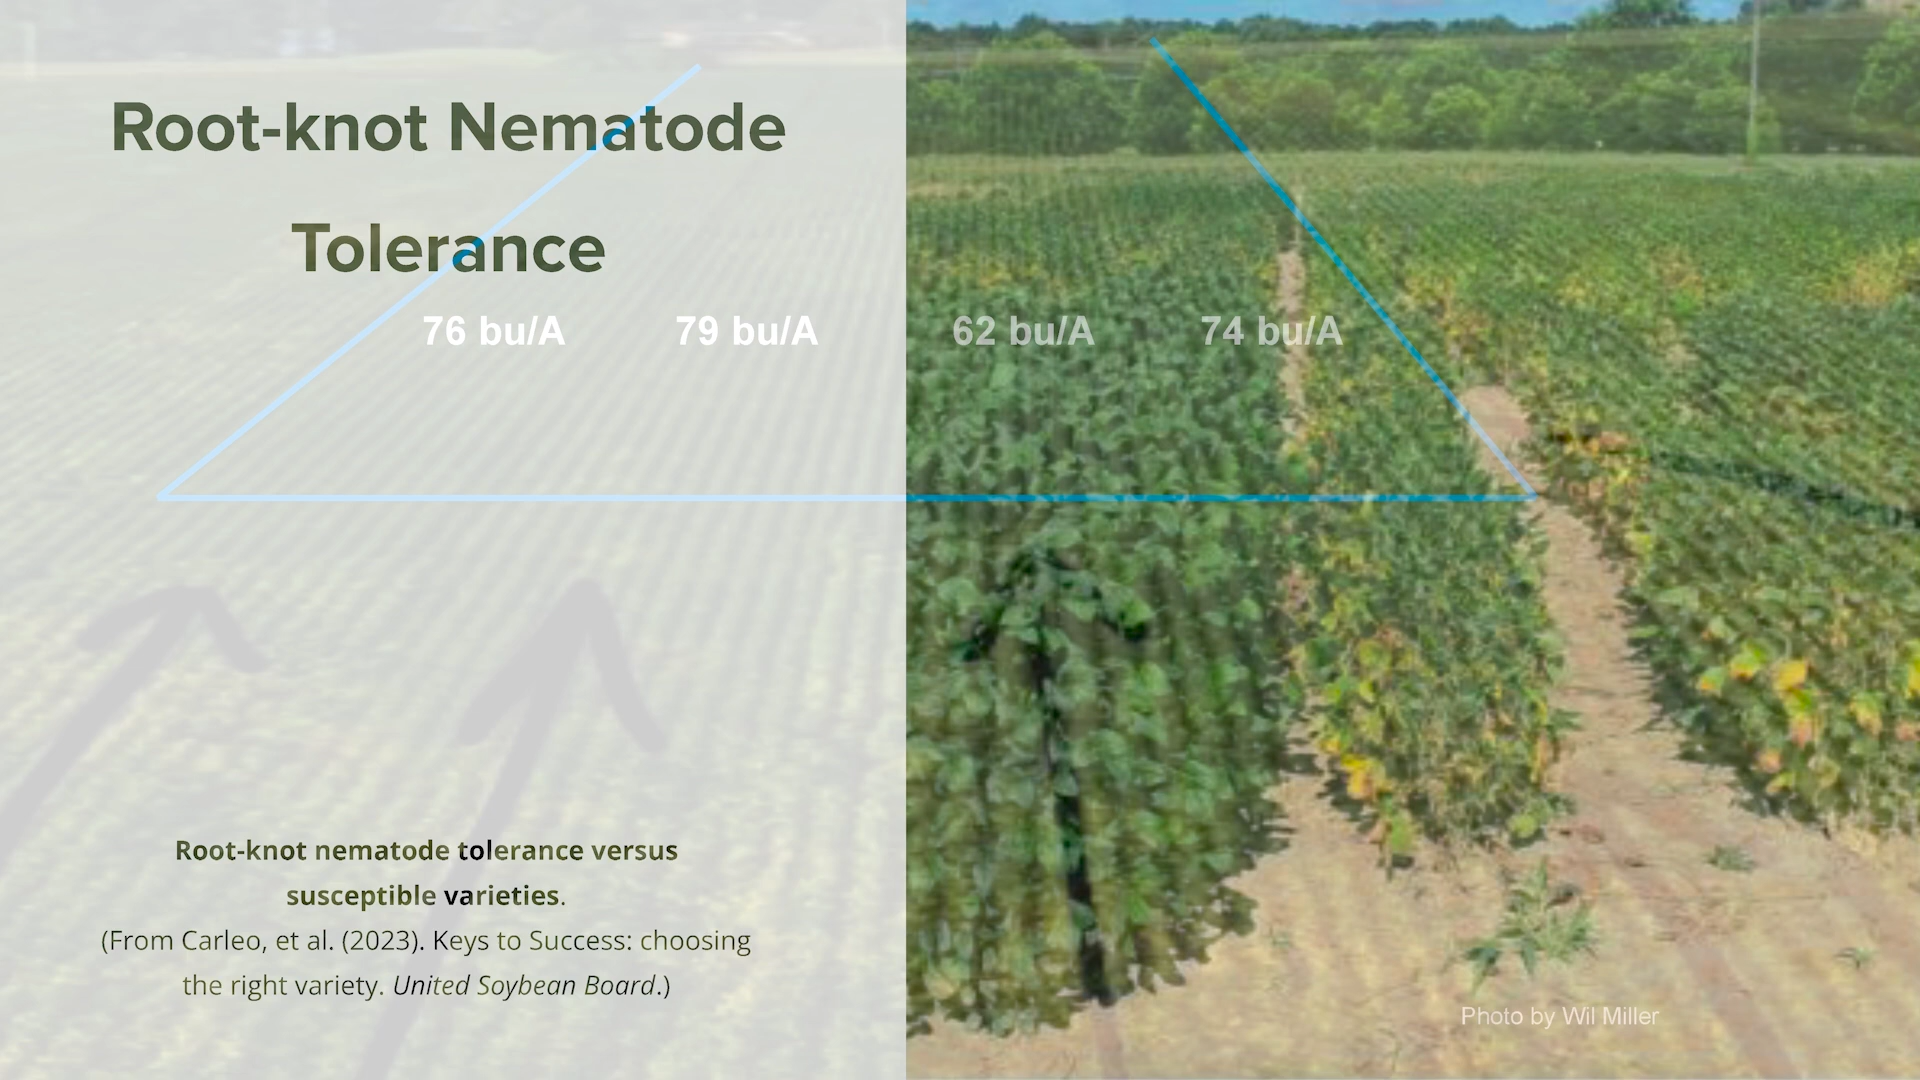 Root-knot Nematode
Tolerance
76 bu/A 79 bu/A 62 bu/A 74 bu/A
Root-knot nematode tolerance versus
susceptible varieties.
(From Carleo, et al. (2023). Keys to Success: choosing
the right variety. United Soybean Board.)
Photo by Wil Miller